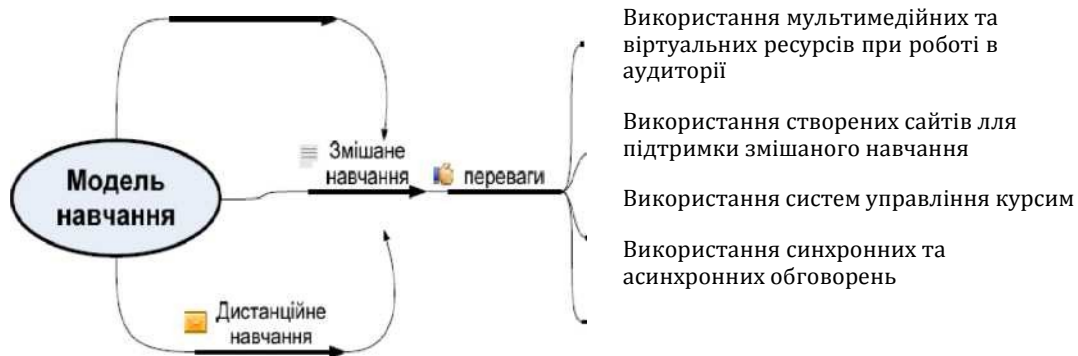 Використання мультимедійних та
віртуальних ресурсів при роботі в
аудиторії
Використання створених сайтів лля
підтримки змішаного навчання
Використання систем управління курсим
Використання синхронних та
асинхронних обговорень
Модель
навчання
Змішане
навчання
переваги
Дистанційне
навчання